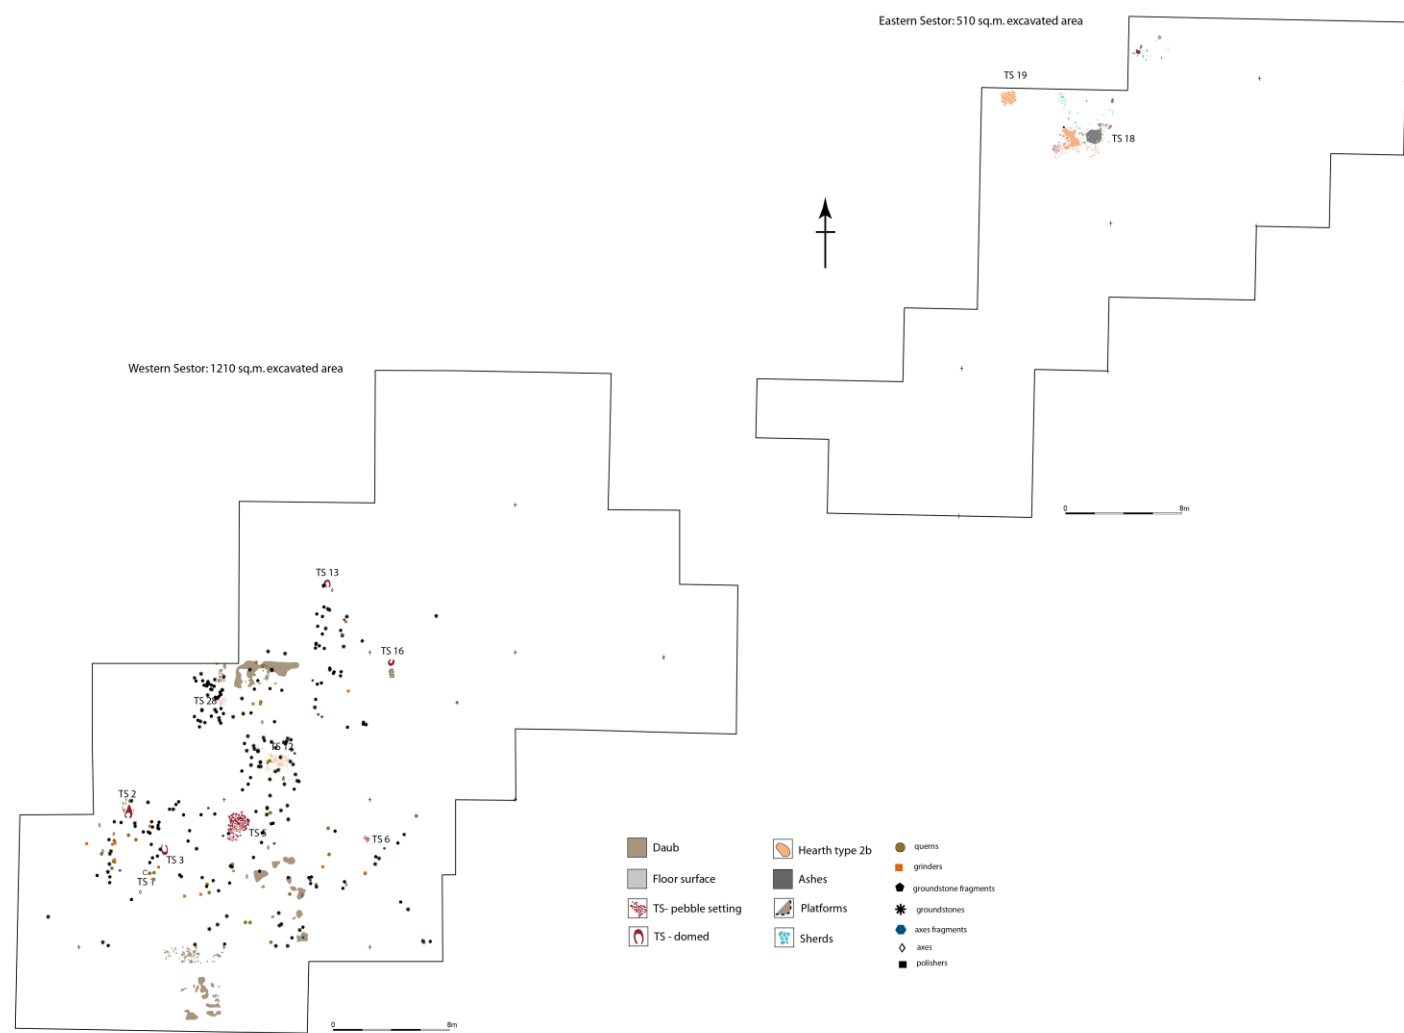 Eastern Sestor: 510 sq.m. excavated area
TS 19
TS 18
0 8m
Western Sestor: 1210 sq.m. excavated area
TS 13
TS 16
TS 28
TS 12
TS 2
TS 5
TS 6
TS 3
TS 1
0 8m
Daub
Floor surface
TS- pebble setting
TS - domed
Hearth type 2b
Ashes
Platforms
Sherds
querns
grinders
groundstone fragments
groundstones
axes fragments
axes
polishers